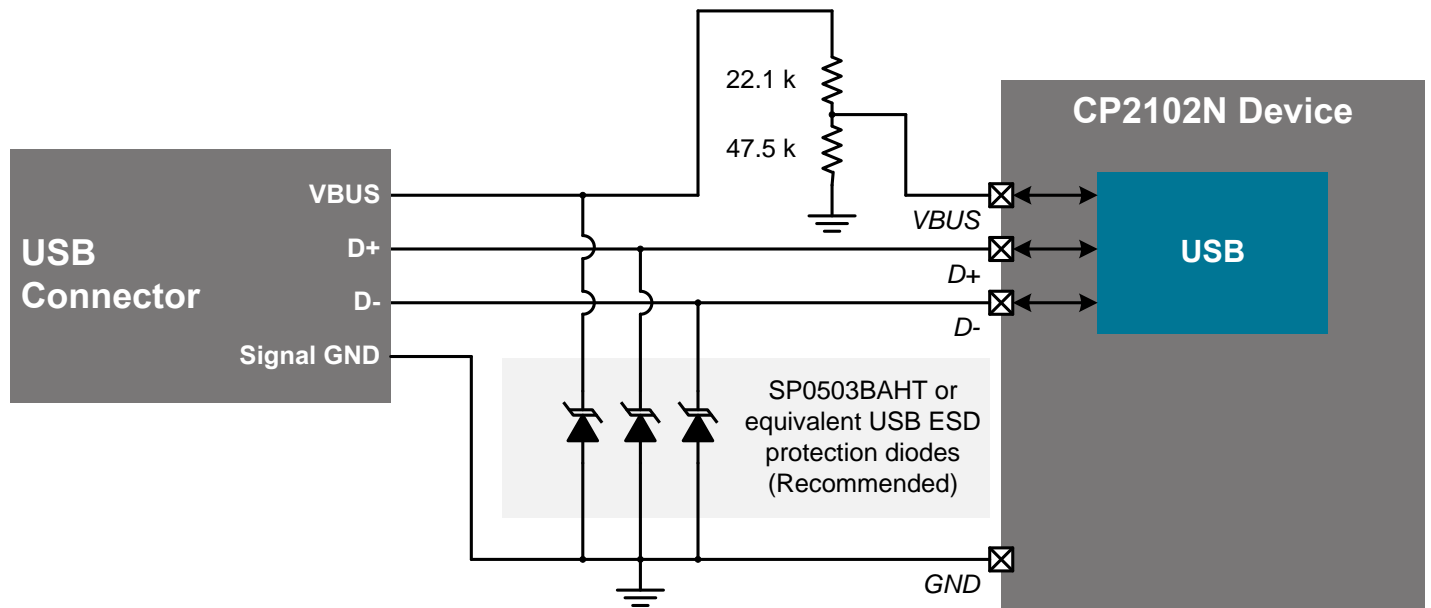 22.1 k
47.5 k
CP2102N Device
USB
Connector
VBUS
D+
D-
Signal GND
VBUS
D+
D-
GND
USB
SP0503BAHT or
equivalent USB ESD
protection diodes
(Recommended)